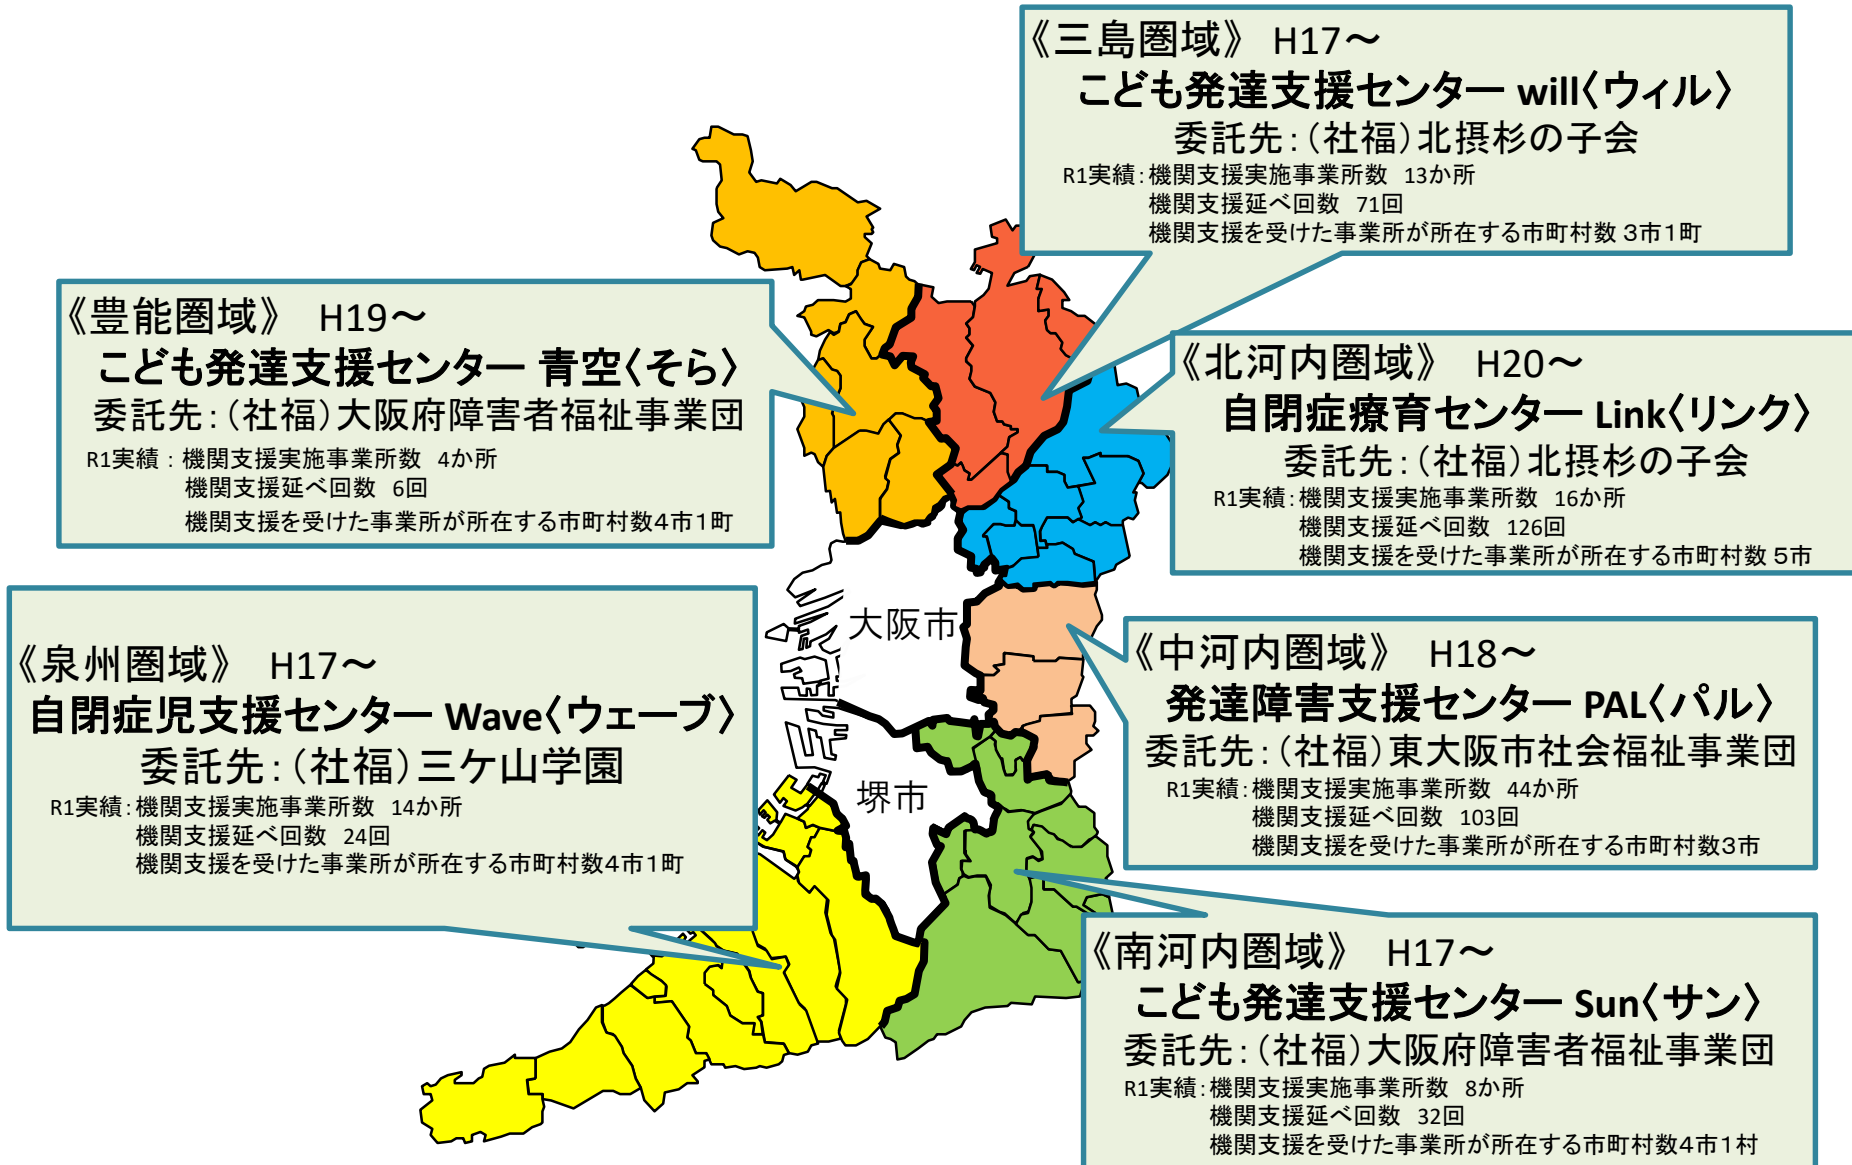 《三島圏域》 H17～
こども発達支援センター will〈ウィル〉
委託先：（社福）北摂杉の子会
R1実績：機関支援実施事業所数 13か所
機関支援延べ回数 71回
機関支援を受けた事業所が所在する市町村数 3市1町
《豊能圏域》 H19～
こども発達支援センター 青空〈そら〉
委託先：（社福）大阪府障害者福祉事業団
R1実績：機関支援実施事業所数 4か所
機関支援延べ回数 6回
機関支援を受けた事業所が所在する市町村数4市1町
《北河内圏域》 H20～
自閉症療育センター Link〈リンク〉
委託先：（社福）北摂杉の子会
R1実績：機関支援実施事業所数 16か所
機関支援延べ回数 126回
機関支援を受けた事業所が所在する市町村数 5市
大阪市
《泉州圏域》 H17～
自閉症児支援センター Wave〈ウェーブ〉
委託先：（社福）三ケ山学園
R1実績：機関支援実施事業所数 14か所
機関支援延べ回数 24回
機関支援を受けた事業所が所在する市町村数4市1町
堺市
《中河内圏域》 H18～
発達障害支援センター PAL〈パル〉
委託先：（社福）東大阪市社会福祉事業団
R1実績：機関支援実施事業所数 44か所
機関支援延べ回数 103回
機関支援を受けた事業所が所在する市町村数3市
《南河内圏域》 H17～
こども発達支援センター Sun〈サン〉
委託先：（社福）大阪府障害者福祉事業団
R1実績：機関支援実施事業所数 8か所
機関支援延べ回数 32回
機関支援を受けた事業所が所在する市町村数4市1村